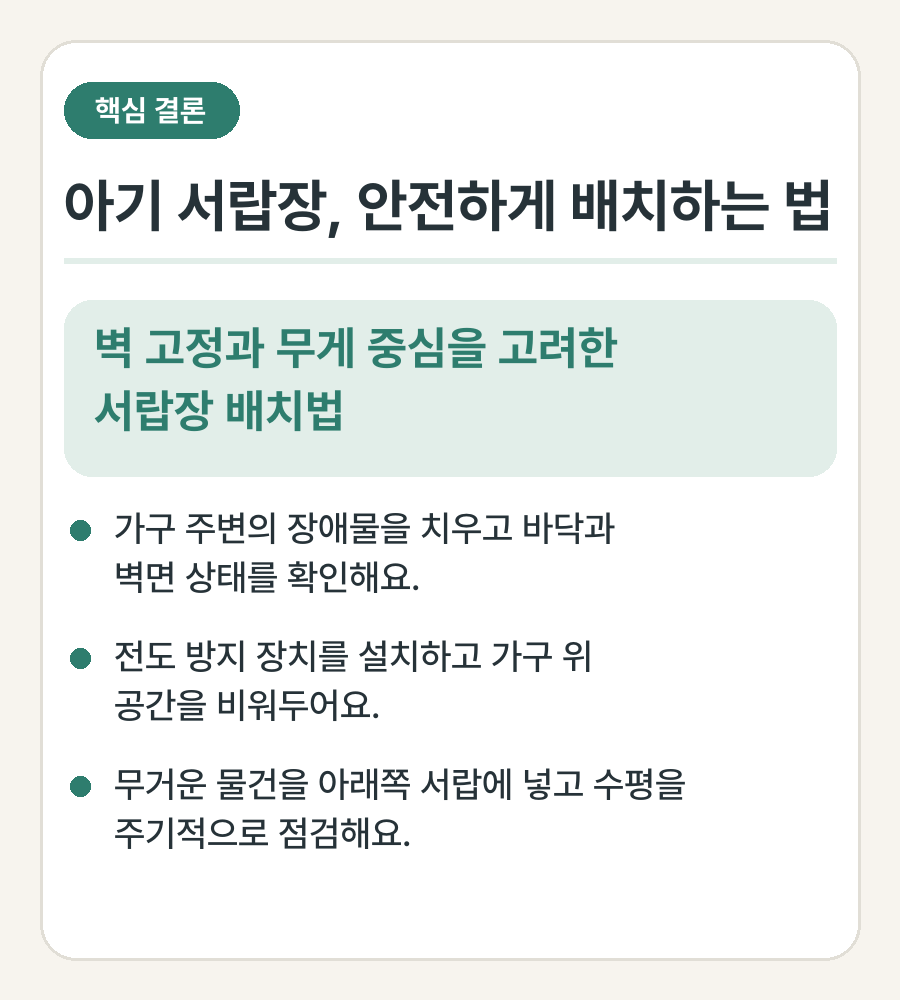 핵심 결론
아기 서랍장, 안전하게 배치하는 법
벽 고정과 무게 중심을 고려한
서랍장 배치법
가구 주변의 장애물을 치우고 바닥과
벽면 상태를 확인해요.
전도 방지 장치를 설치하고 가구 위
공간을 비워두어요.
무거운 물건을 아래쪽 서랍에 넣고 수평을
주기적으로 점검해요.